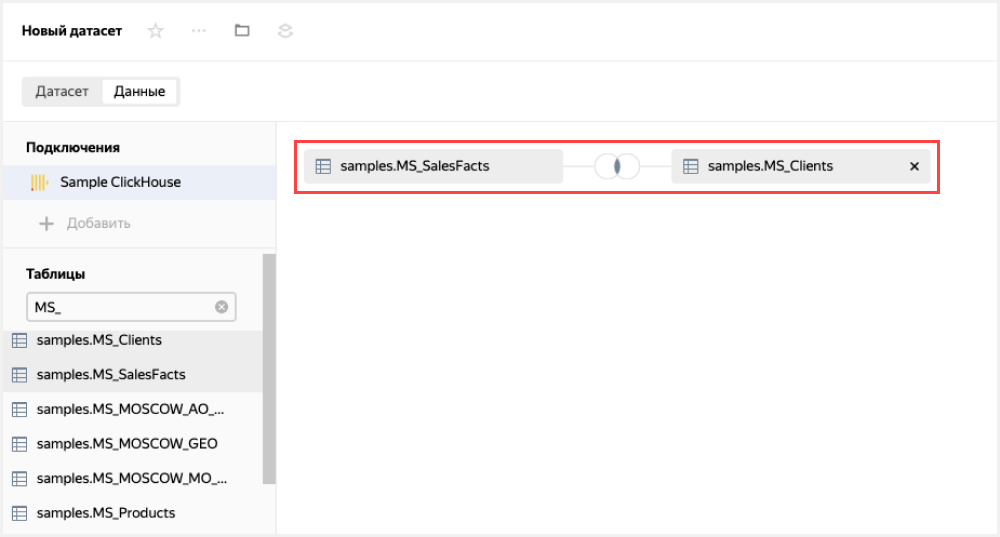 Новый датасет
Датасет Данные
Подключения
Sample ClickHouse
Добавить
Таблицы
MS_
samples.MS_Clients
samples.MS_SalesFacts
samples.MS_MOSCOW_AO_...
samples.MS_MOSCOW_GEO
samples.MS_MOSCOW_MO_...
samples.MS_Products
samples.MS_SalesFacts
samples.MS_Clients